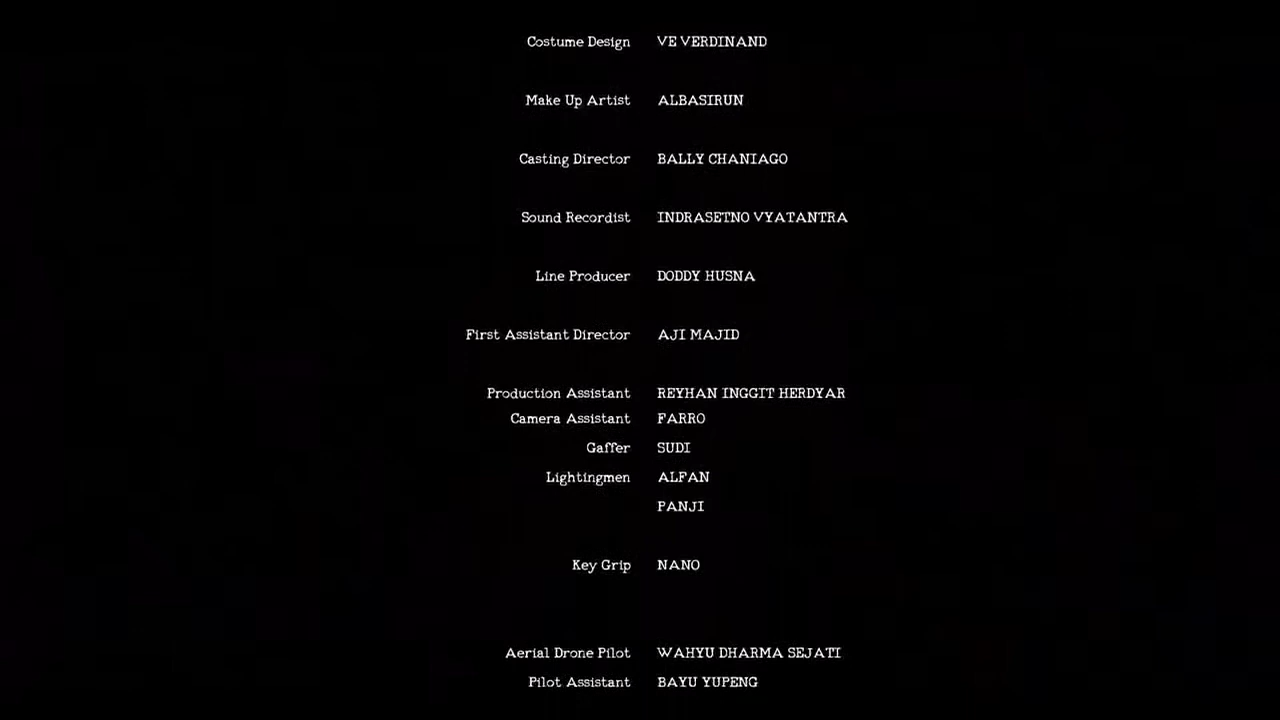 Costume Design VE VERDINAND
Make Up Artist ALBASIRUN
Casting Director BALLY CHANIAGO
Sound Recordist INDRASETNO VYATANTRA
Line Producer DODDY HUSNA
First Assistant Director AJI MAJID
Production Assistant REYHAN INGGIT HERDYAR
Camera Assistant FARRO
Gaffer SUDI
Lightingmen ALFAN
PANJI
Key Grip NANO
Aerial Drone Pilot WAHYU DHARMA SEJATI
Pilot Assistant BAYU YUPENG